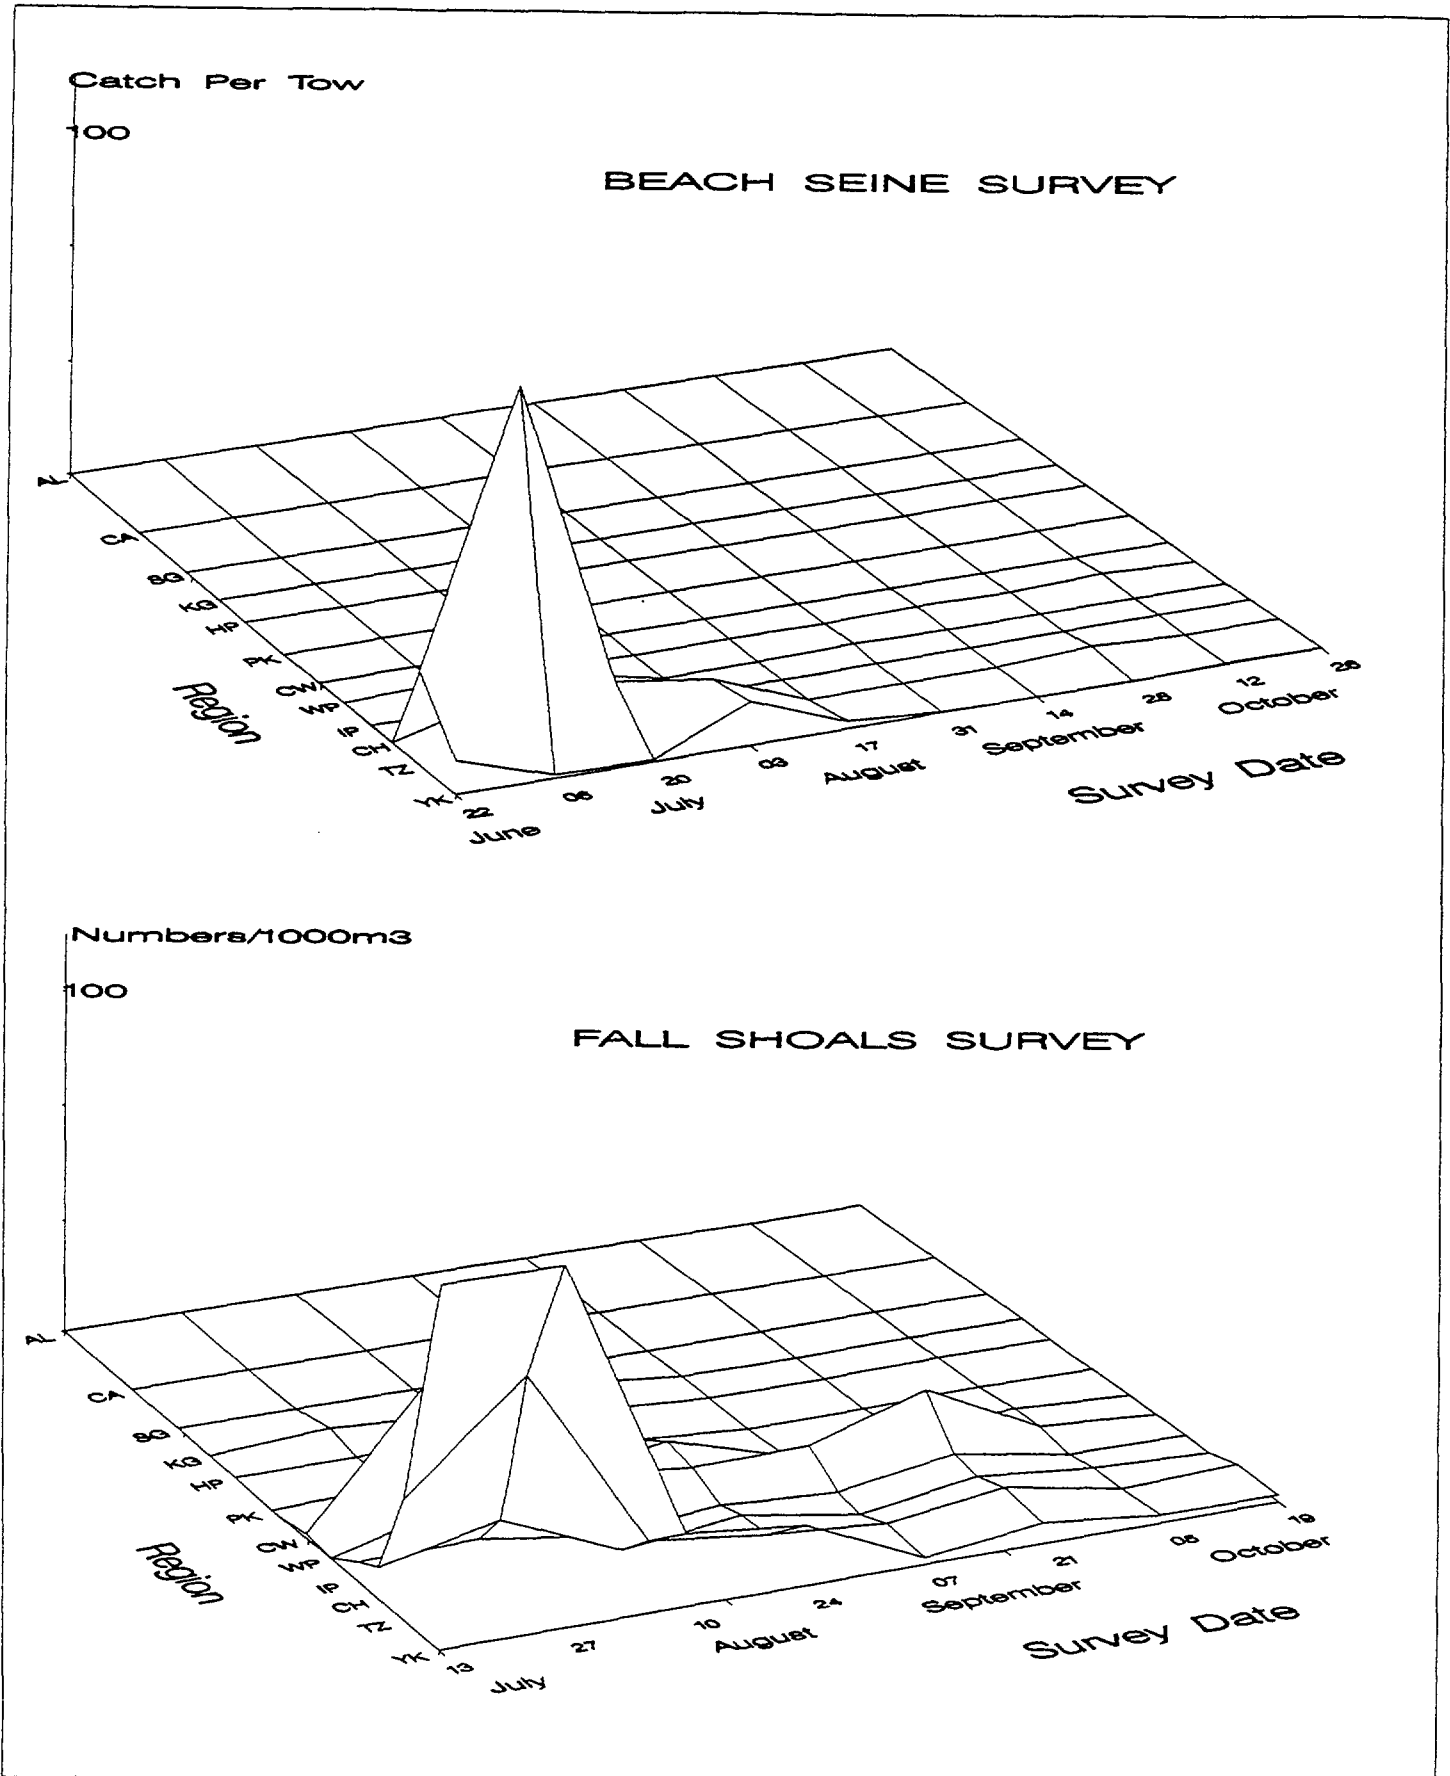 Catch Per Tow
100
BEACH SEINE SURVEY
AL
CA
SG
KG
HP
PK
CW
WP
IP
CH
TZ
YK
Region
22
06
20
03
17
31
14
28
12
26
June
July
August
September
October
Survey Date
Numbers/1000m3
100
FALL SHOALS SURVEY
AL
CA
SG
KG
HP
PK
CW
WP
IP
CH
TZ
YK
Region
13
27
10
24
07
21
05
19
July
August
September
October
Survey Date